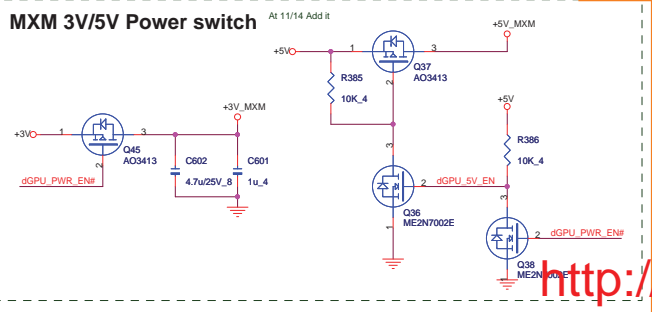 MXM 3V/5V Power switch
At 11/14 Add it
+5V
1
3
+5V_MXM
Q37
AO3413
2
R385
10K_4
+5V
+3V_MXM
R386
10K_4
+3V
1
3
Q45
AO3413
2
C602
4.7u/25V_8
C601
1u_4
dGPU_PWR_EN#
3
2
dGPU_5V_EN
Q36
ME2N7002E
1
3
2
dGPU_PWR_EN#
Q38
ME2N7002E
1
http:/